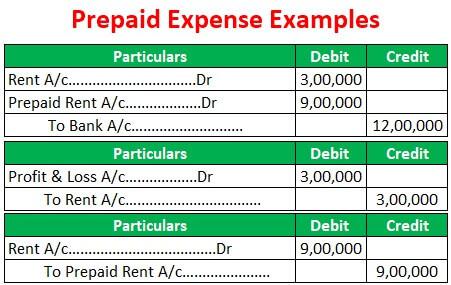 Prepaid Expense Examples
Particulars Debit Credit
Rent A/c................................Dr 3,00,000
Prepaid Rent A/c...................Dr 9,00,000
To Bank A/c............................ 12,00,000
Particulars Debit Credit
Profit & Loss A/c..................Dr 3,00,000
To Rent A/c.................................. 3,00,000
Particulars Debit Credit
Rent A/c.....................................Dr 9,00,000
To Prepaid Rent A/c...................... 9,00,000